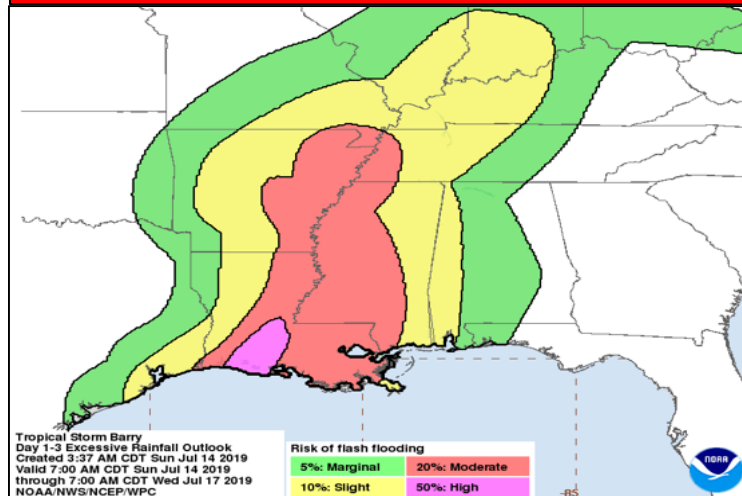 Tropical Storm Barry
Day 1-3 Excessive Rainfall Outlook
Created 3:37 AM CDT Sun Jul 14 2019
Valid 7:00 AM CDT Sun Jul 14 2019
through 7:00 AM CDT Wed Jul 17 2019
NOAA/NWS/NCEP/WPC
Risk of flash flooding
5%: Marginal 20%: Moderate
10%: Slight 50%: High
-85
NOAA